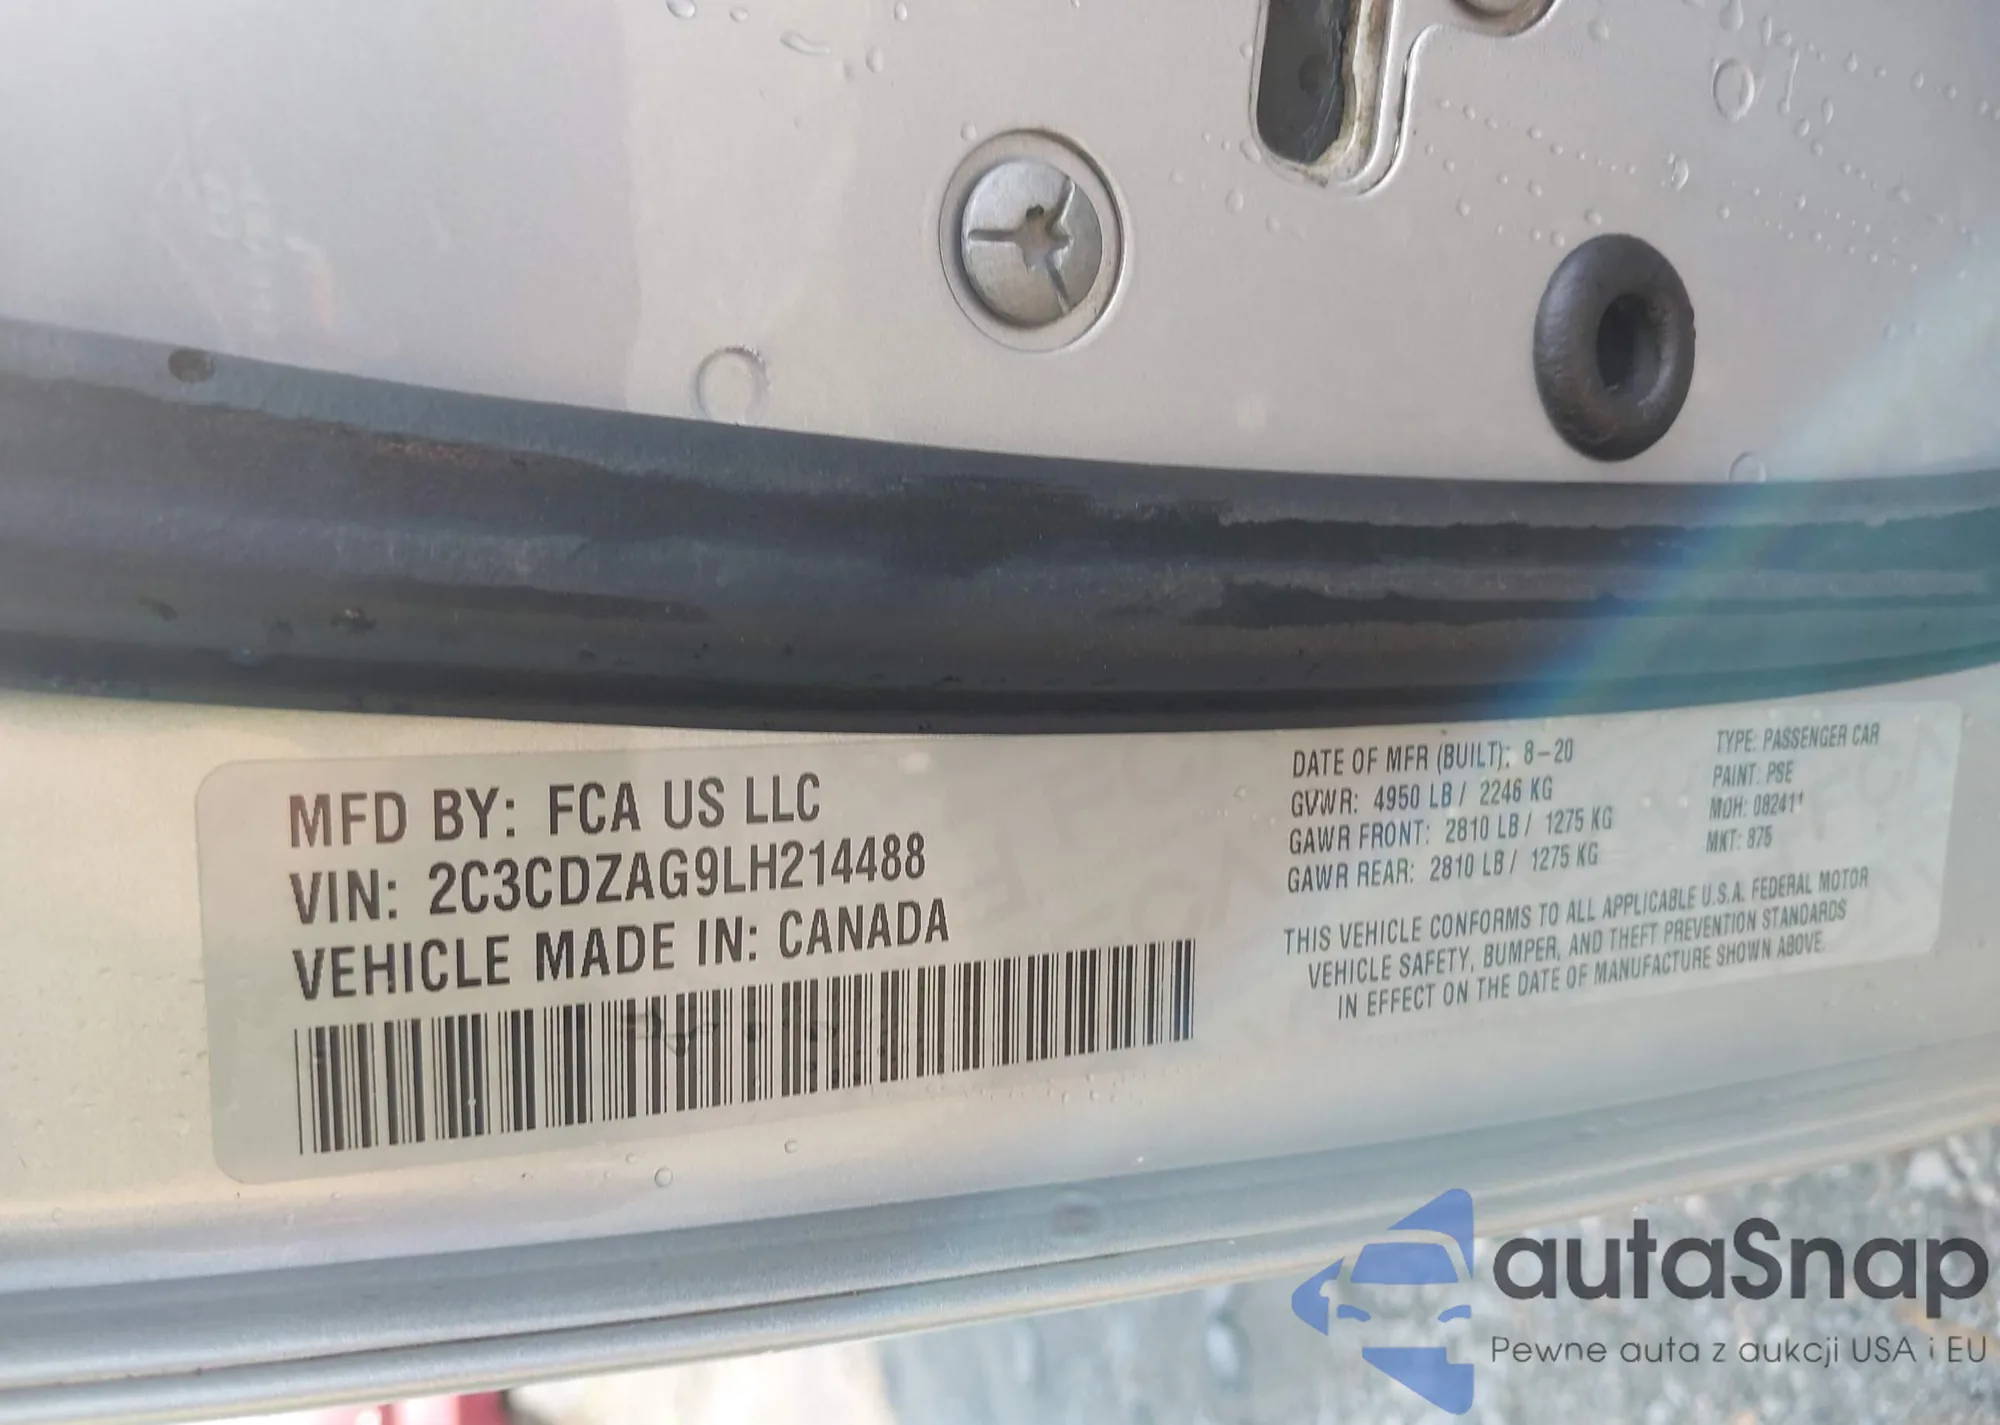 MFD BY: FCA US LLC
VIN: 2C3CDZAG9LH214488
VEHICLE MADE IN: CANADA
DATE OF MFR (BUILT): 8-20
GVWR: 4950 LB / 2246 KG
GAWR FRONT: 2810 LB / 1275 KG
GAWR REAR: 2810 LB / 1275 KG
TYPE: PASSENGER CAR
PAINT: PSE
MDH: 082411
MKT: 875
THIS VEHICLE CONFORMS TO ALL APPLICABLE U.S.A. FEDERAL MOTOR
VEHICLE SAFETY, BUMPER, AND THEFT PREVENTION STANDARDS
IN EFFECT ON THE DATE OF MANUFACTURE SHOWN ABOVE.
autaSnap
Pewne auta z aukcji USA i EU